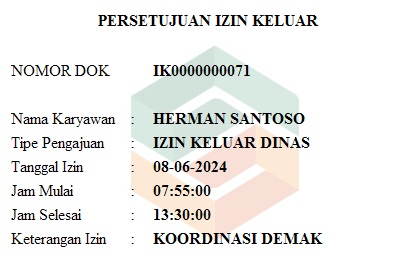 PERSETUJUAN IZIN KELUAR
NOMOR DOK IK0000000071
Nama Karyawan : HERMAN SANTOSO
Tipe Pengajuan : IZIN KELUAR DINAS
Tanggal Izin : 08-06-2024
Jam Mulai : 07:55:00
Jam Selesai : 13:30:00
Keterangan Izin : KOORDINASI DEMAK